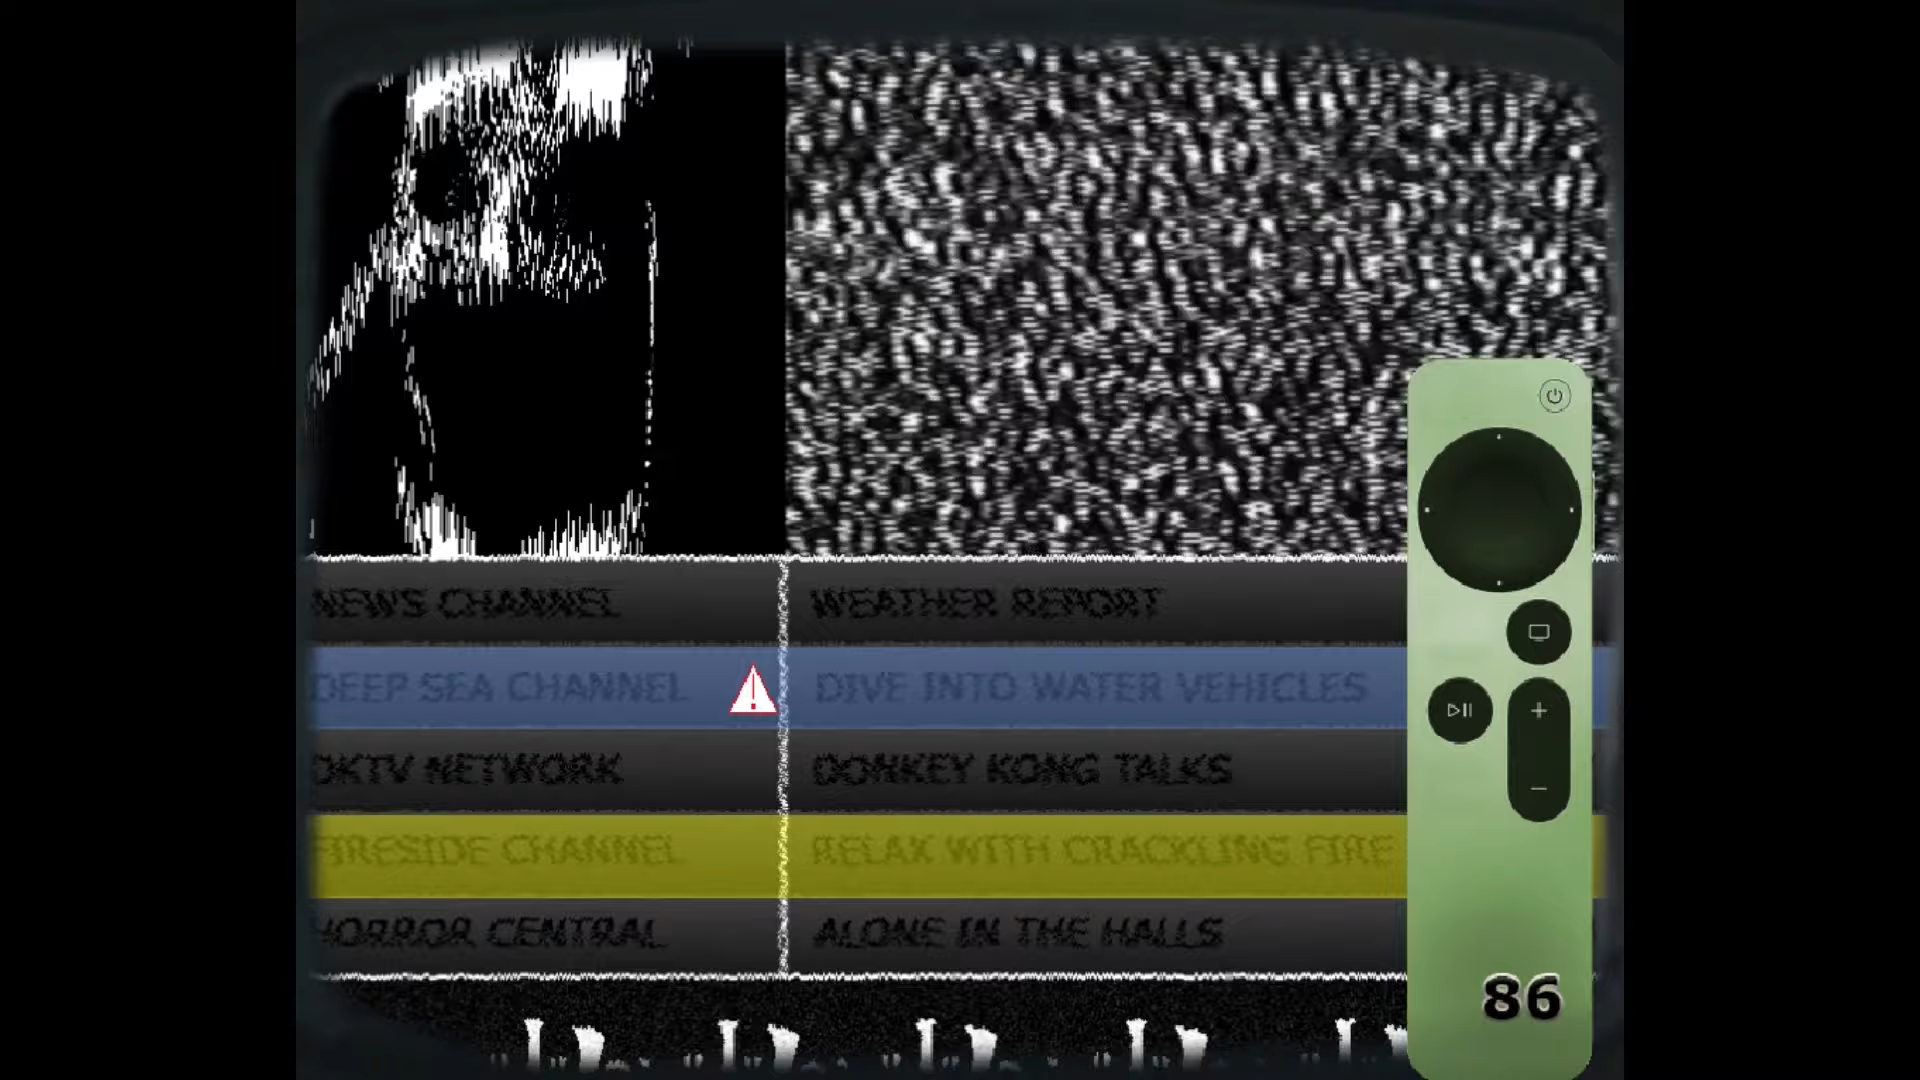 NEWS CHANNEL WEATHER REPORT
DEEP SEA CHANNEL DIVE INTO WATER VEHICLES
DKTV NETWORK DONKEY KONG TALKS
FIRESIDE CHANNEL RELAX WITH CRACKLING FIRE
HORROR CENTRAL ALONE IN THE HALLS
86